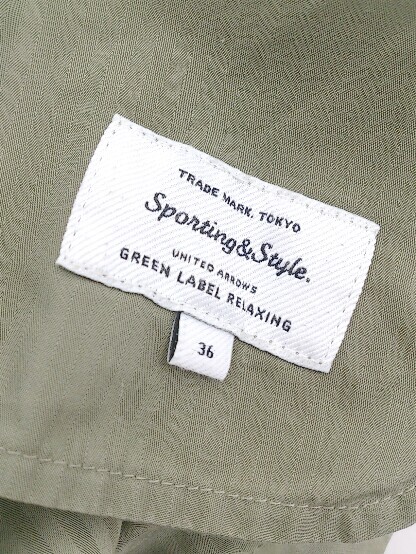 TRADE MARK. TOKYO
Sporting&Style.
UNITED ARROWS
GREEN LABEL RELAXING
36